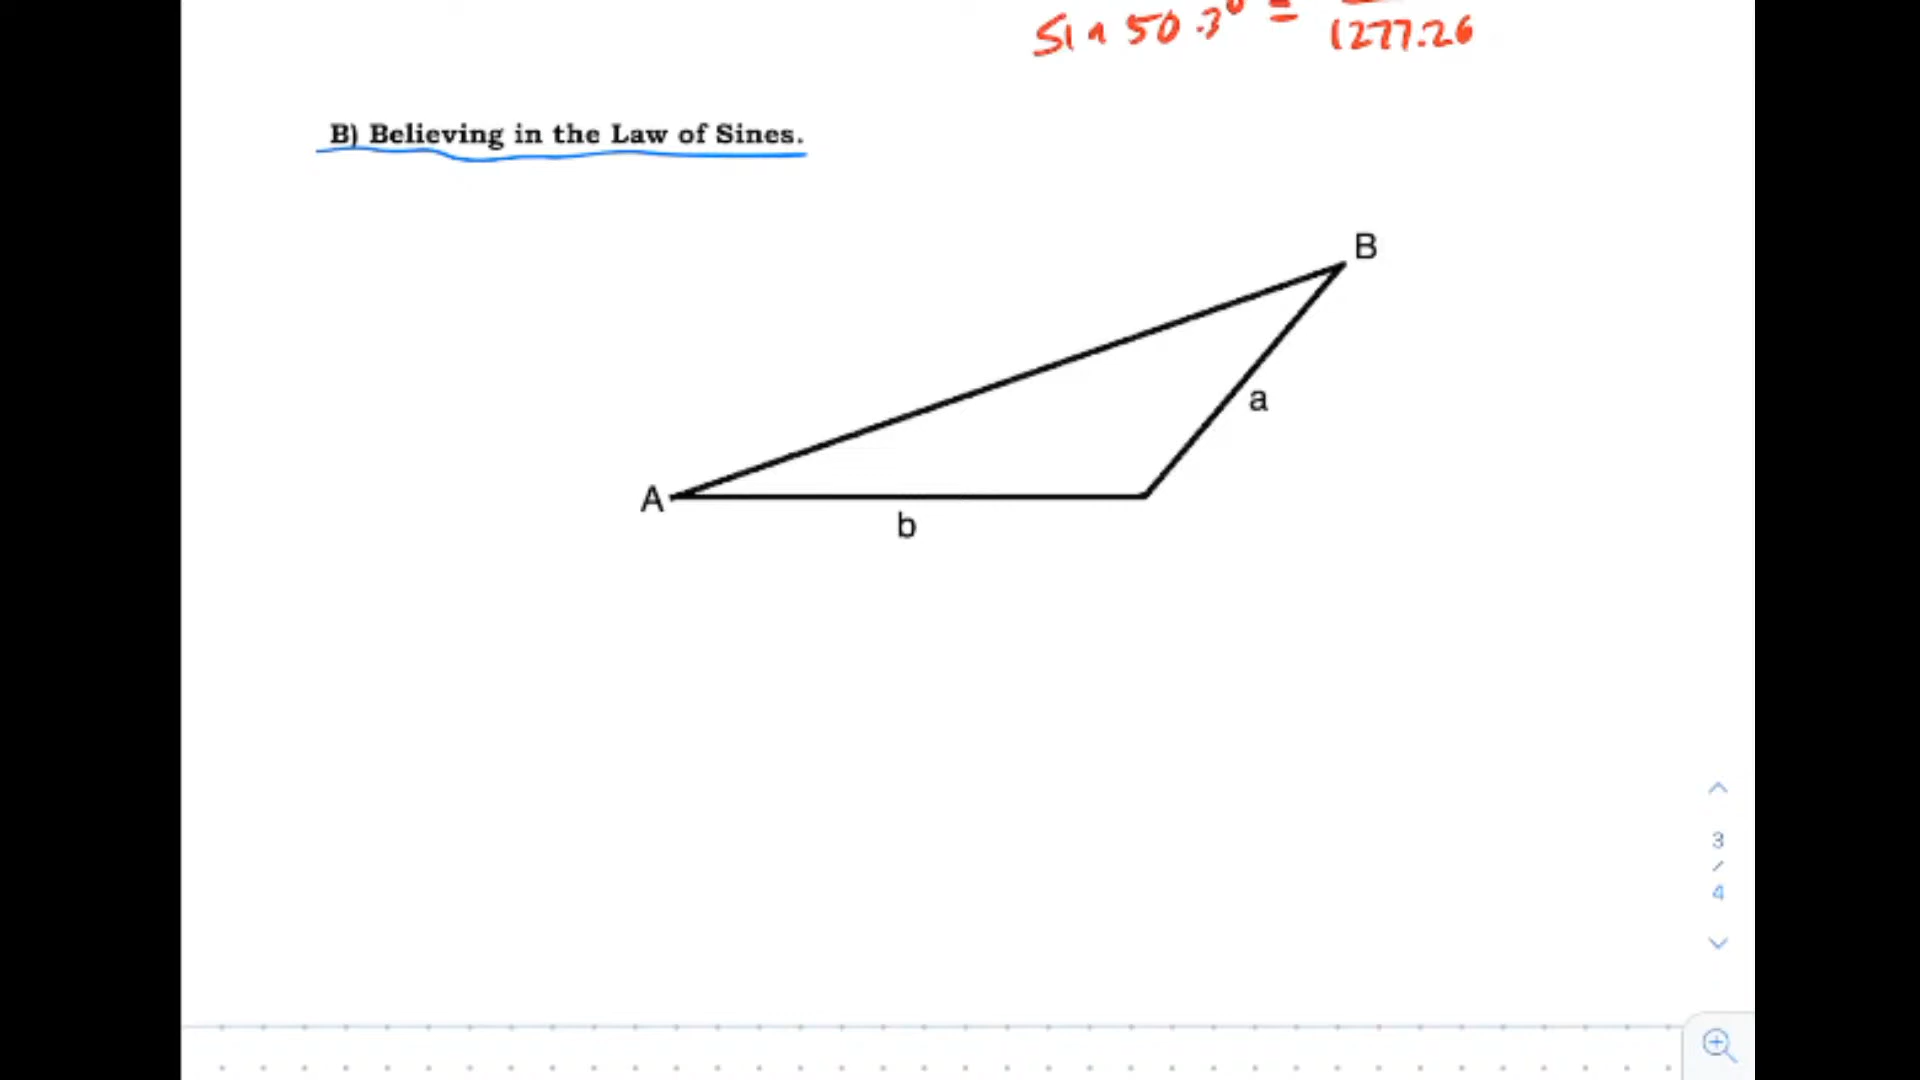 Sin 50.3° =
1277.26
B) Believing in the Law of Sines.
B
a
A
b
3
/
4